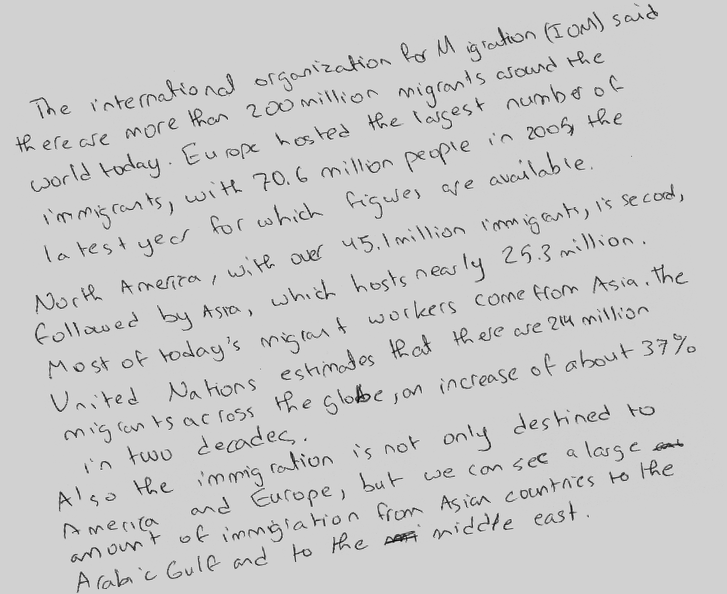 The international organization for Migration (IOM) said
there are more than 200 million migrants around the
world today. Europe hosted the largest number of
immigrants, with 70.6 million people in 2005, the
latest year for which figures are available.
North America, with over 45.1 million immigrants, is second,
followed by Asia, which hosts nearly 25.3 million.
Most of today's migrant workers come from Asia. The
United Nations estimates that there are 214 million
migrants across the globe, an increase of about 37%
in two decades.
Also the immigration is not only destined to
America and Europe, but we can see a large
amount of immigration from Asian countries to the
Arabic Gulf and to the middle east.